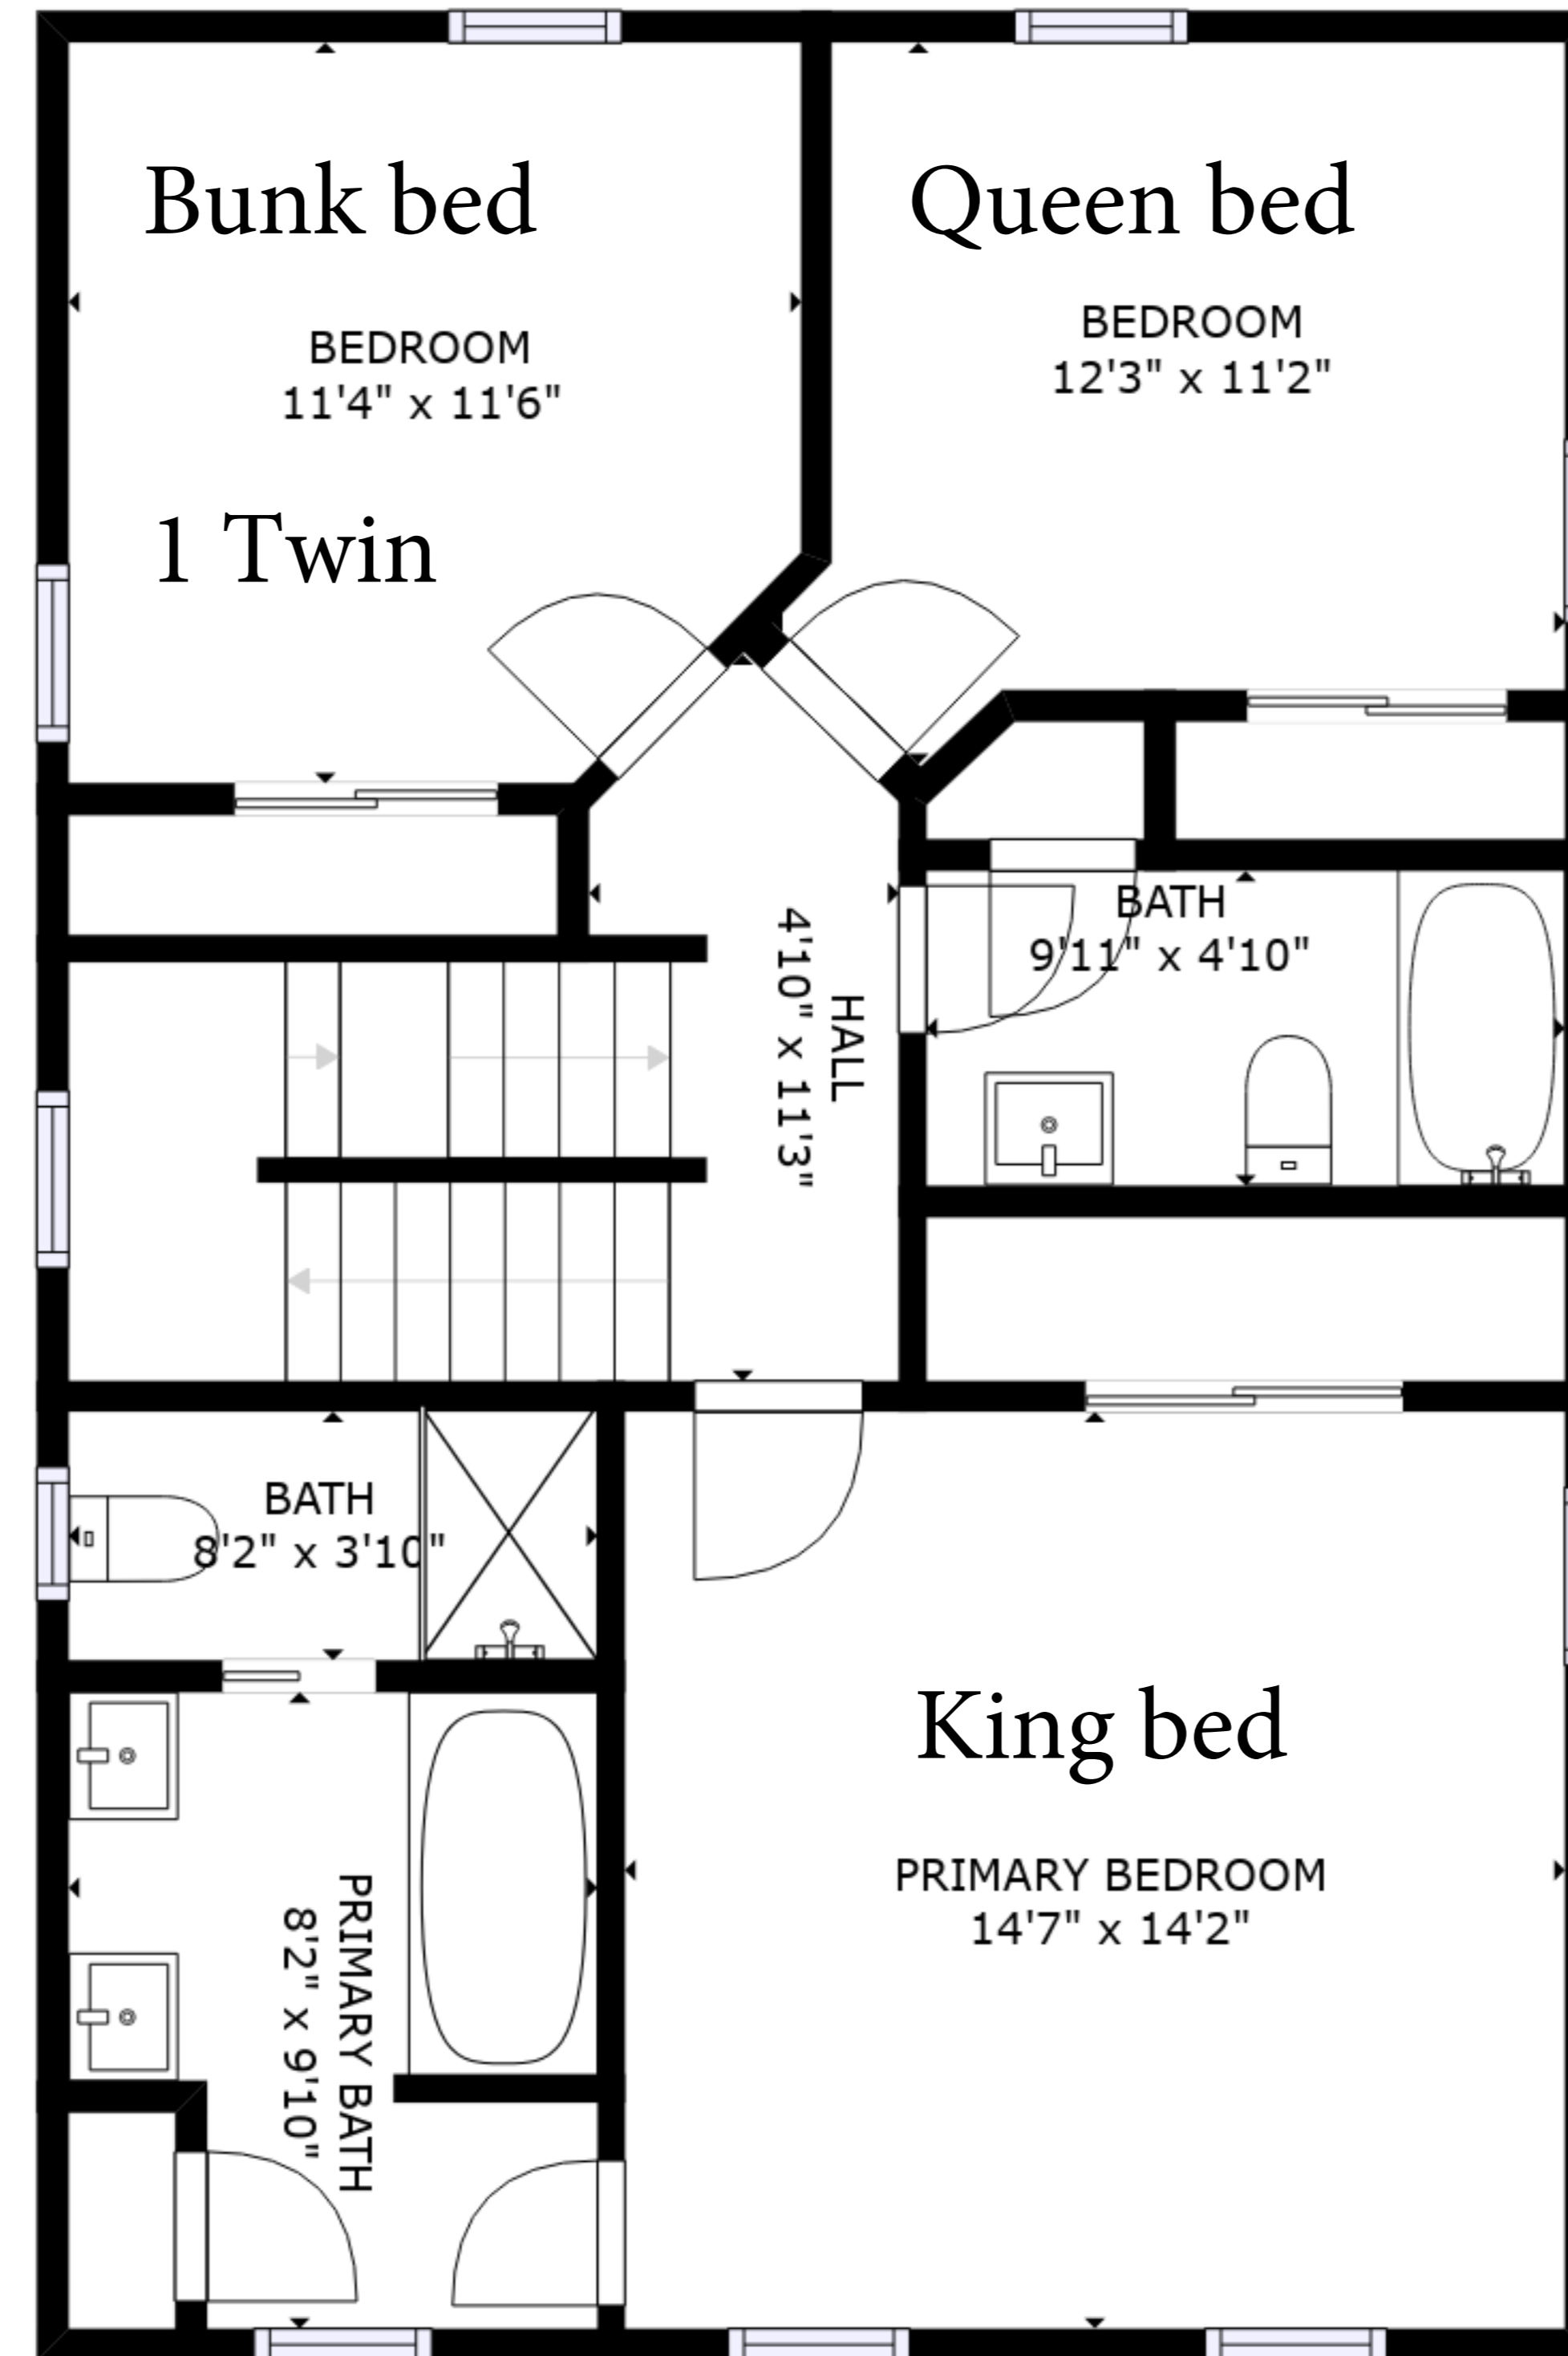 Bunk bed
BEDROOM
11'4" x 11'6"
1 Twin
Queen bed
BEDROOM
12'3" x 11'2"
HALL
4'10" x 11'3"
BATH
9'11" x 4'10"
BATH
8'2" x 3'10"
King bed
PRIMARY BEDROOM
14'7" x 14'2"
PRIMARY BATH
8'2" x 9'10"